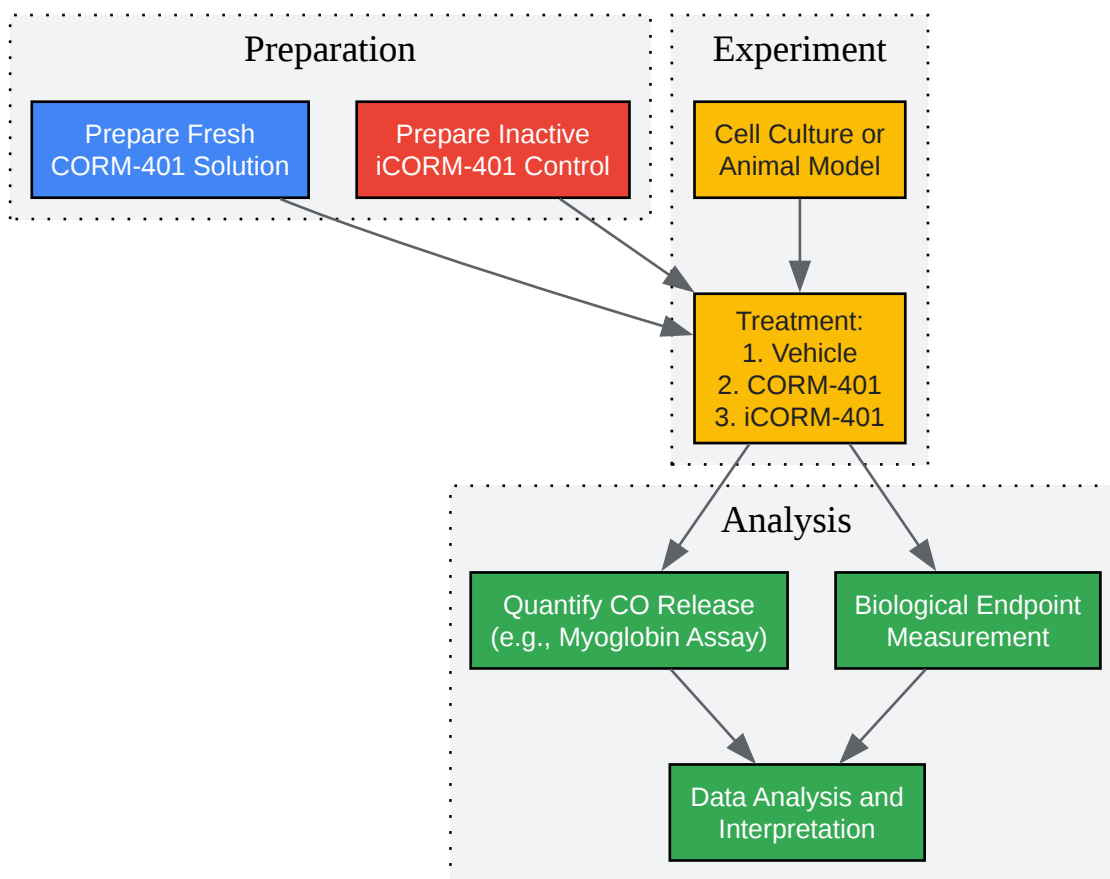 Preparation
Experiment
Prepare Fresh
CORM-401 Solution
Prepare Inactive
iCORM-401 Control
Cell Culture or
Animal Model
Treatment:
1. Vehicle
2. CORM-401
3. iCORM-401
Analysis
Quantify CO Release
(e.g., Myoglobin Assay)
Biological Endpoint
Measurement
Data Analysis and
Interpretation